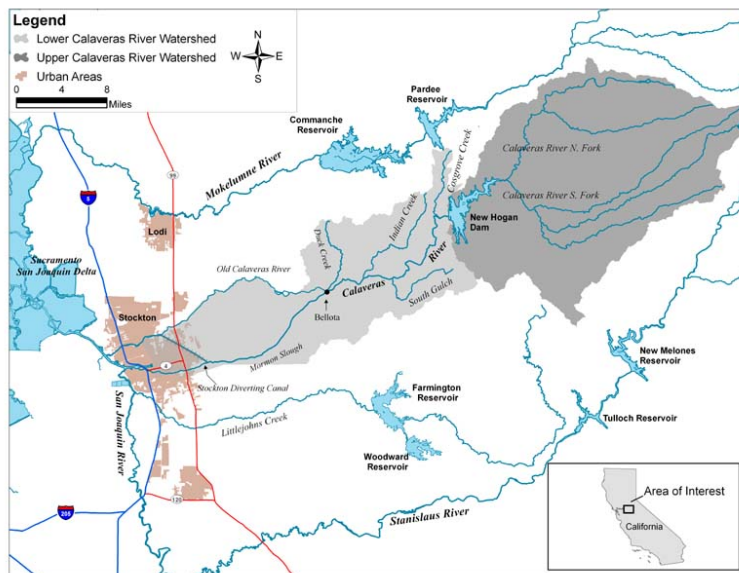 Legend
Lower Calaveras River Watershed
Upper Calaveras River Watershed
Urban Areas
0 4 8
Miles
N
W E
S
Pardee
Reservoir
Commanche
Reservoir
Mokelumne River
Cosgrove Creek
Calaveras River N. Fork
Calaveras River S. Fork
New Hogan
Dam
99
5
Lodi
Indian Creek
Duck Creek
River
Calaveras
South Gulch
Old Calaveras River
Bellota
Sacramento
San Joaquin Delta
Stockton
4
Mormon Slough
Stockton Diverting Canal
New Melones
Reservoir
Farmington
Reservoir
Tulloch Reservoir
San Joaquin River
Littlejohns Creek
Woodward
Reservoir
120
205
Stanislaus River
Area of Interest
California